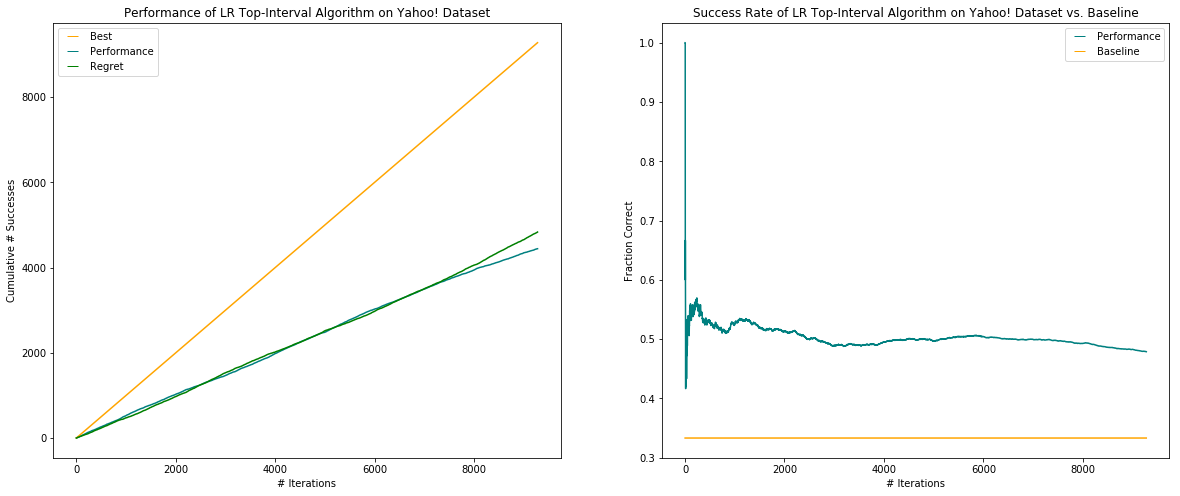 Performance of LR Top-Interval Algorithm on Yahoo! Dataset
Best
Performance
Regret
8000
6000
4000
2000
0
Cumulative # Successes
0 2000 4000 6000 8000
# Iterations
Success Rate of LR Top-Interval Algorithm on Yahoo! Dataset vs. Baseline
Performance
Baseline
1.0
0.9
0.8
0.7
0.6
0.5
0.4
0.3
Fraction Correct
0 2000 4000 6000 8000
# Iterations